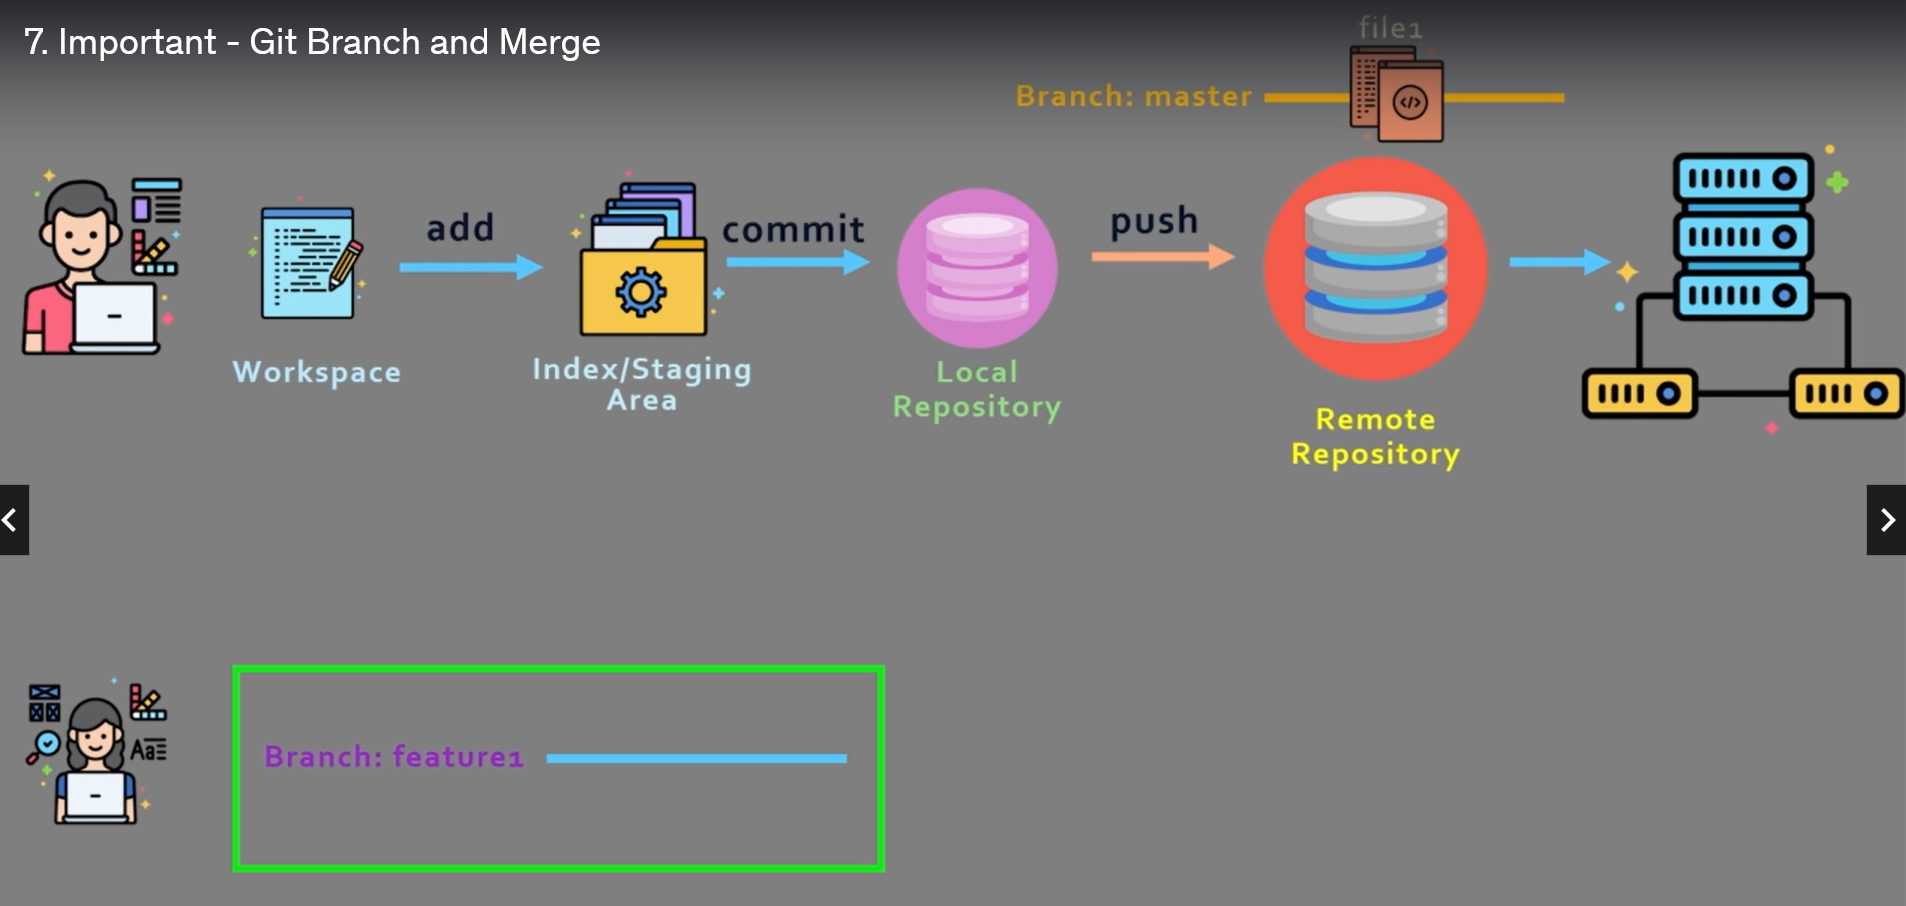 7. Important - Git Branch and Merge
file1
Branch: master
add
commit
push
Workspace
Index/Staging
Area
Local
Repository
Remote
Repository
Aa
Branch: feature1